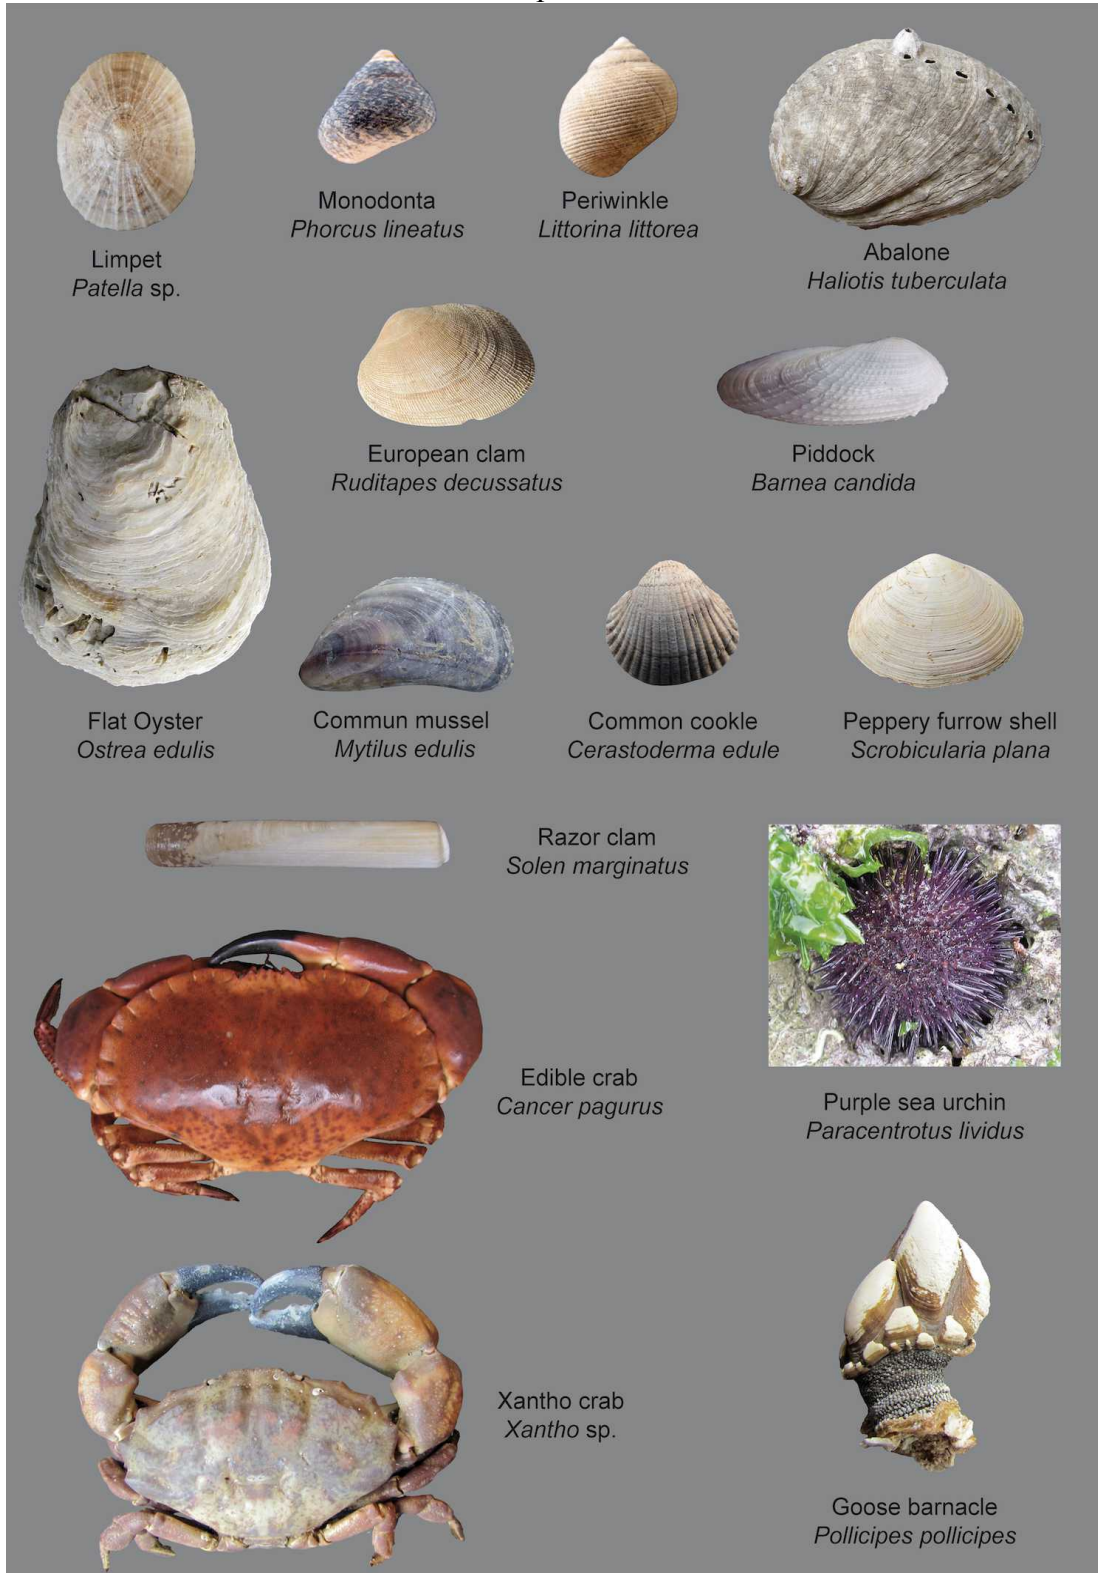 Limpet
Patella sp.
Monodonta
Phorcus lineatus
Periwinkle
Littorina littorea
Abalone
Haliotis tuberculata
European clam
Ruditapes decussatus
Piddock
Barnea candida
Flat Oyster
Ostrea edulis
Commun mussel
Mytilus edulis
Common cookle
Cerastoderma edule
Peppery furrow shell
Scrobicularia plana
Razor clam
Solen marginatus
Edible crab
Cancer pagurus
Purple sea urchin
Paracentrotus lividus
Xantho crab
Xantho sp.
Goose barnacle
Pollicipes pollicipes